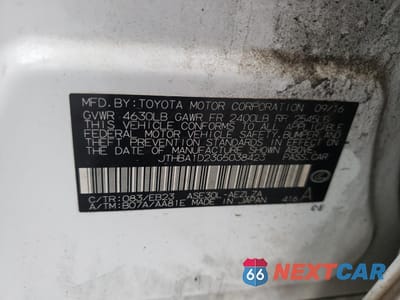 MFD. BY: TOYOTA MOTOR CORPORATION 09/16
GVWR 4630LB GAWR FR 2400LB RR 2545LB
THIS VEHICLE CONFORMS TO ALL APPLICABLE
FEDERAL MOTOR VEHICLE SAFETY, BUMPER, AND
THEFT PREVENTION STANDARDS IN EFFECT ON THE
DATE OF MANUFACTURE SHOWN ABOVE.
JTHBA1D23G5038423 PASS.CAR
C/TR: 083/EB23 ASE30L-AEZLZA
A/TM: B07A/AA81E MADE IN JAPAN 416 A
66 NEXTCAR